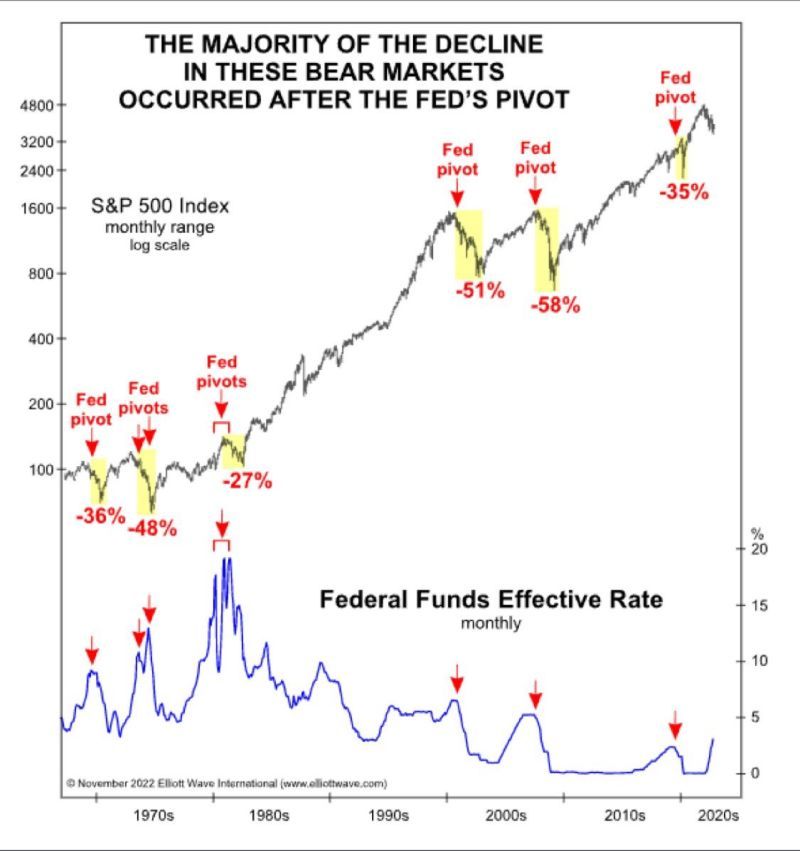 THE MAJORITY OF THE DECLINE
IN THESE BEAR MARKETS
OCCURRED AFTER THE FED'S PIVOT
4800
3200
2400
1600
800
400
200
100
S&P 500 Index
monthly range
log scale
Fed
pivot
-36%
Fed
pivots
-48%
Fed
pivots
-27%
Fed
pivot
-51%
Fed
pivot
-58%
Fed
pivot
-35%
%
20
15
10
5
0
Federal Funds Effective Rate
monthly
© November 2022 Elliott Wave International (www.elliottwave.com)
1970s
1980s
1990s
2000s
2010s
2020s